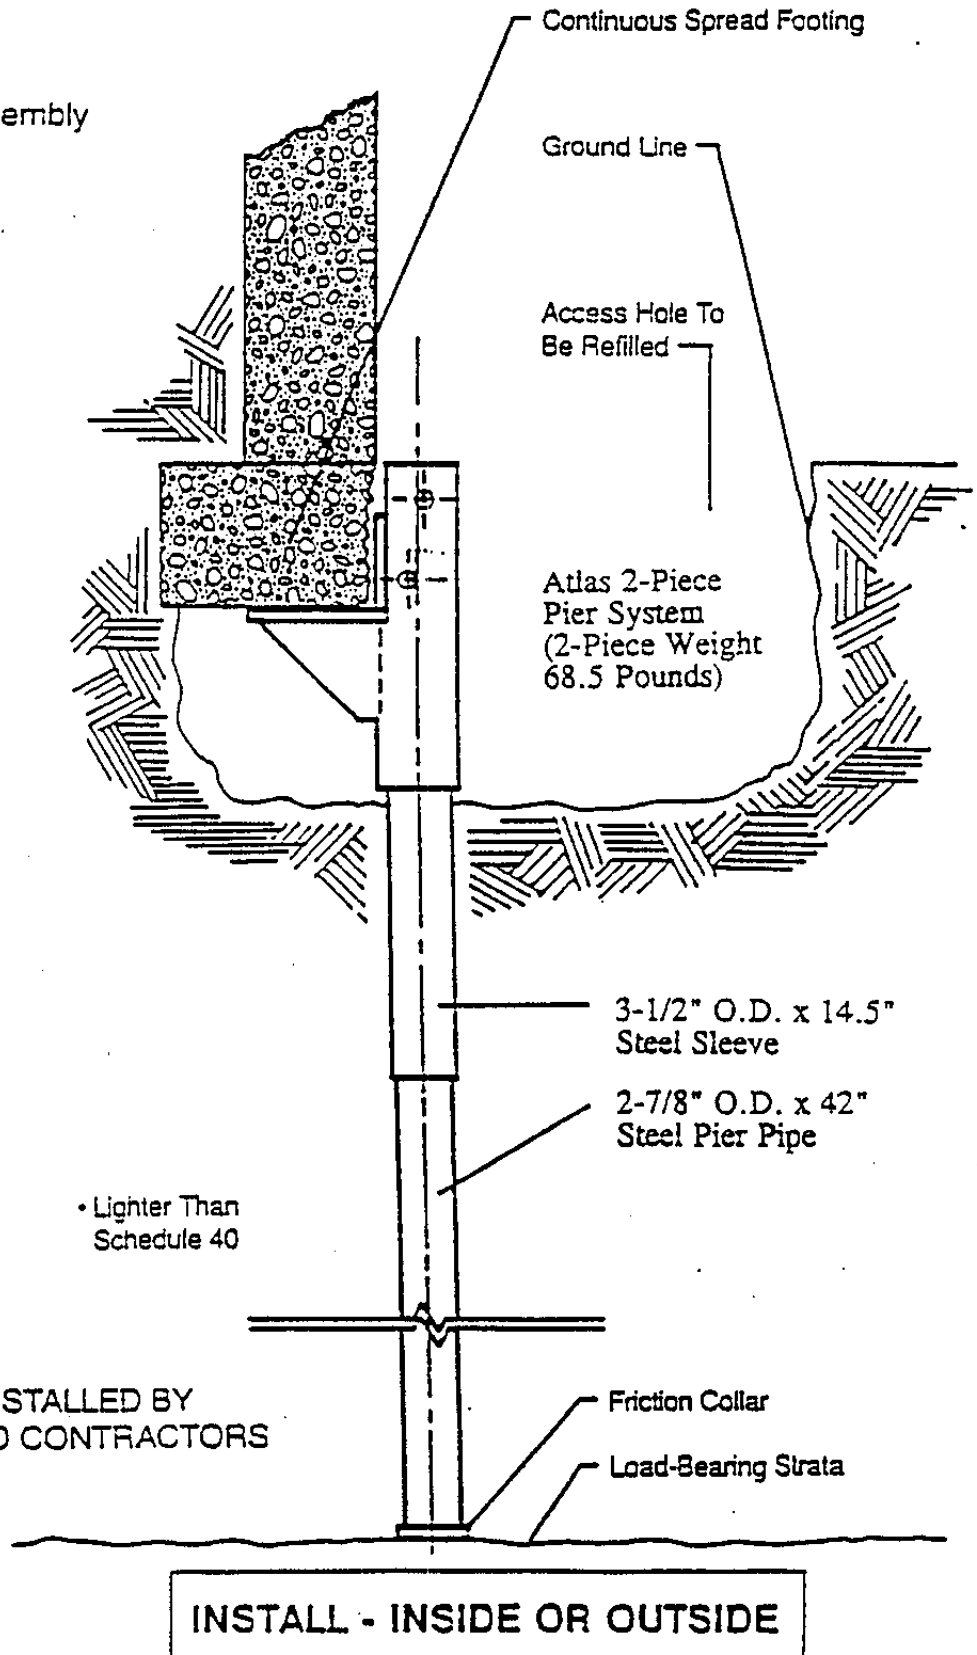 Continuous Spread Footing
embly
Ground Line
Access Hole To
Be Refilled
Atlas 2-Piece
Pier System
(2-Piece Weight
68.5 Pounds)
3-1/2" O.D. x 14.5"
Steel Sleeve
2-7/8" O.D. x 42"
Steel Pier Pipe
• Lighter Than
Schedule 40
STALLED BY
CONTRACTORS
Friction Collar
Load-Bearing Strata
INSTALL - INSIDE OR OUTSIDE